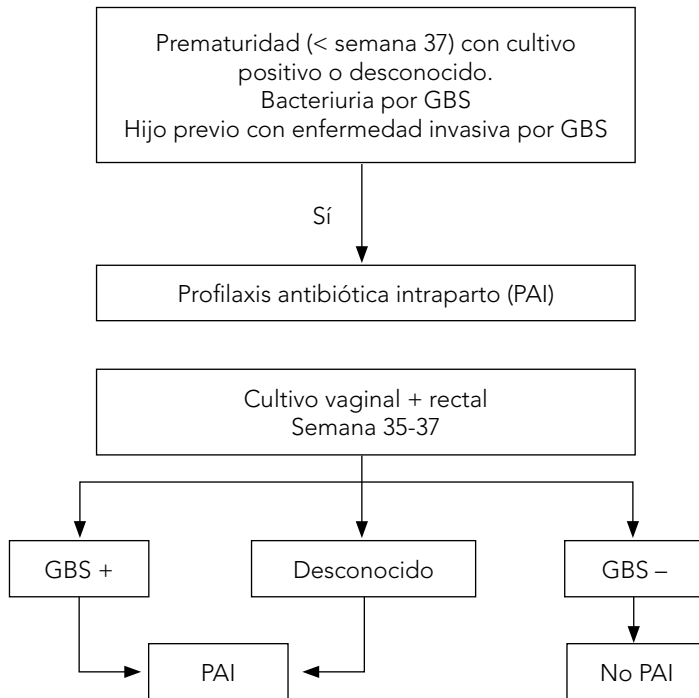 Prematuridad (< semana 37) con cultivo
positivo o desconocido.
Bacteriuria por GBS
Hijo previo con enfermedad invasiva por GBS
Sí
Profilaxis antibiótica intraparto (PAI)
Cultivo vaginal + rectal
Semana 35-37
GBS +
Desconocido
GBS –
PAI
No PAI